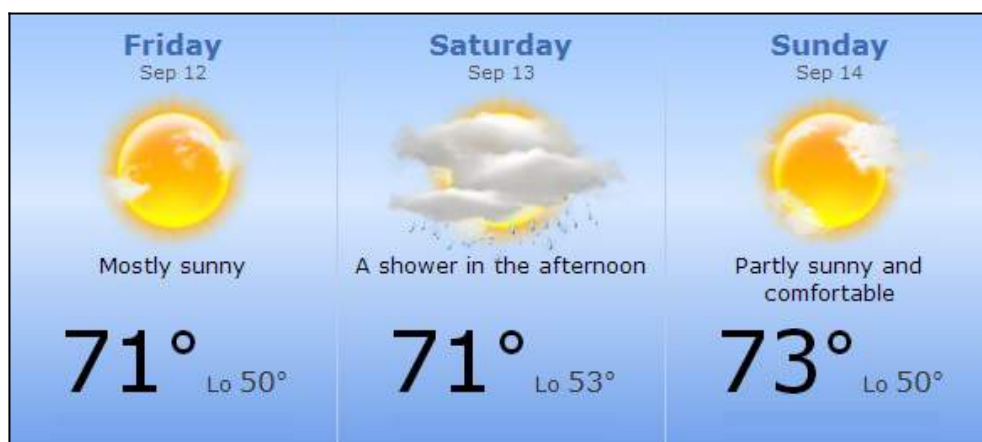 Friday
Sep 12
Mostly sunny
71° Lo 50°
Saturday
Sep 13
A shower in the afternoon
71° Lo 53°
Sunday
Sep 14
Partly sunny and
comfortable
73° Lo 50°